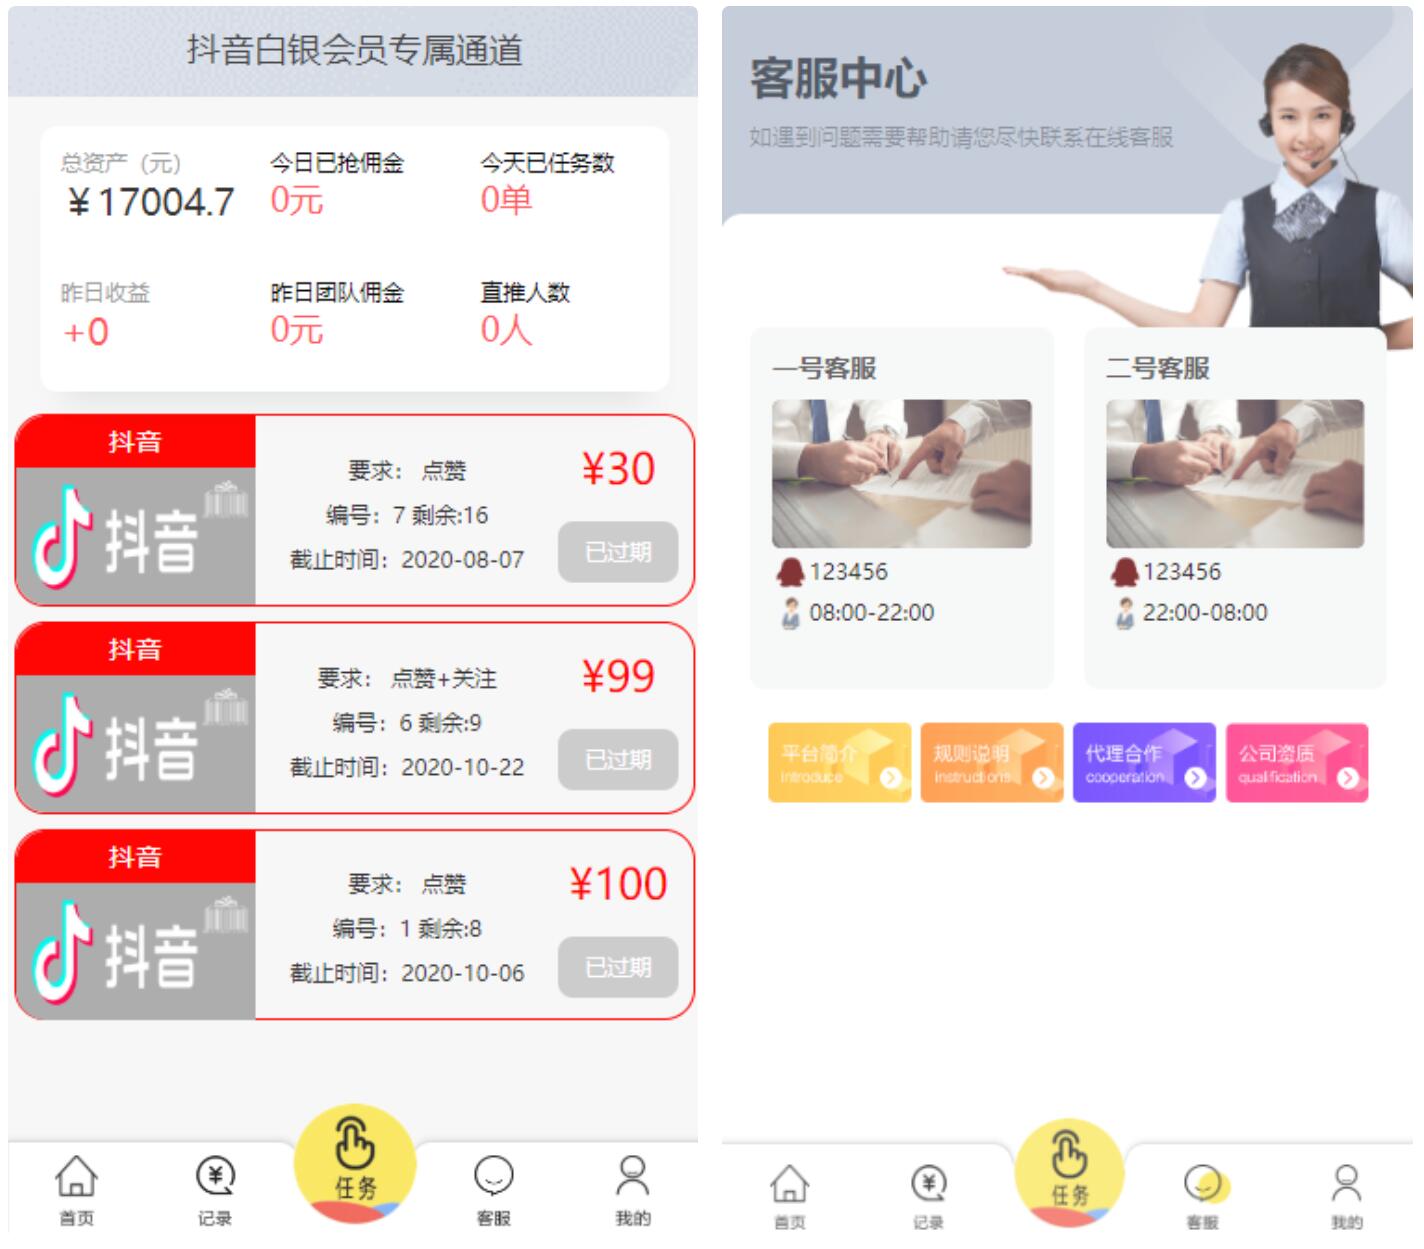 抖音白银会员专属通道
总资产（元）
今日已抢佣金
今天已任务数
￥17004.7
0元
0单
昨日收益
昨日团队佣金
直推人数
+0
0元
0人
抖音
抖音
要求： 点赞
编号：7 剩余:16
截止时间：2020-08-07
¥30
已过期
抖音
抖音
要求： 点赞+关注
编号：6 剩余:9
截止时间：2020-10-22
¥99
已过期
抖音
抖音
要求： 点赞
编号：1 剩余:8
截止时间：2020-10-06
¥100
已过期
首页
记录
任务
客服
我的
客服中心
如遇到问题需要帮助请您尽快联系在线客服
一号客服
123456
08:00-22:00
二号客服
123456
22:00-08:00
平台简介
introduce
规则说明
instructions
代理合作
cooperation
公司资质
qualification
首页
记录
任务
客服
我的